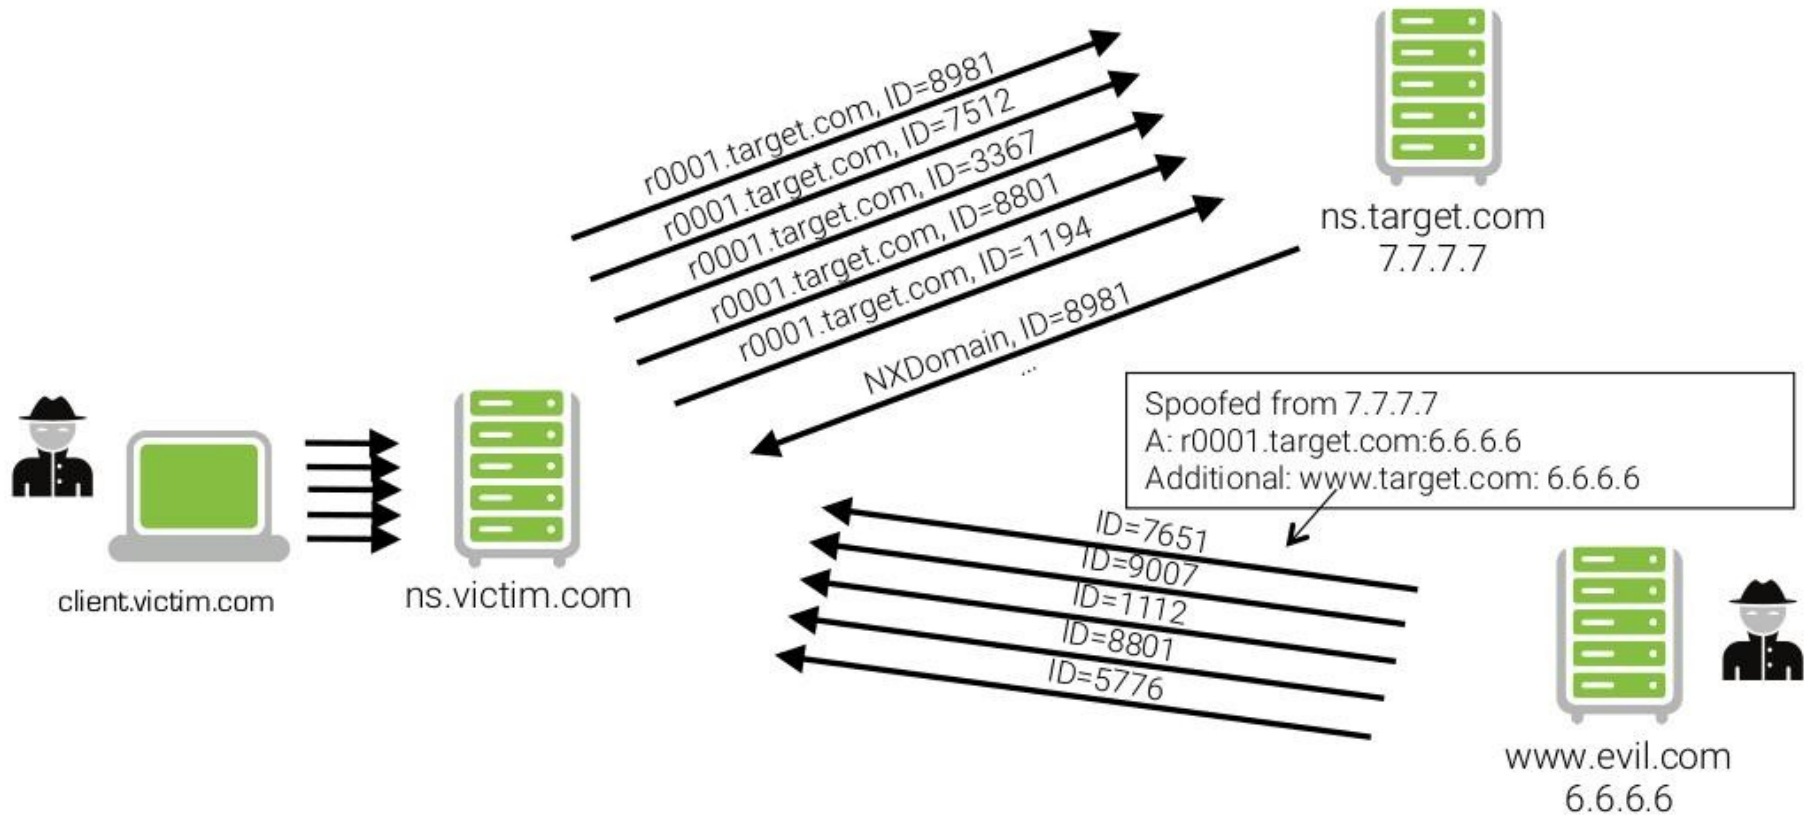 r0001.target.com, ID=8981
r0001.target.com, ID=7512
r0001.target.com, ID=3367
r0001.target.com, ID=8801
r0001.target.com, ID=1194
NXDomain, ID=8981
...
ns.target.com
7.7.7.7
Spoofed from 7.7.7.7
A: r0001.target.com:6.6.6.6
Additional: www.target.com: 6.6.6.6
client.victim.com
ns.victim.com
ID=7651
ID=9007
ID=1112
ID=8801
ID=5776
www.evil.com
6.6.6.6